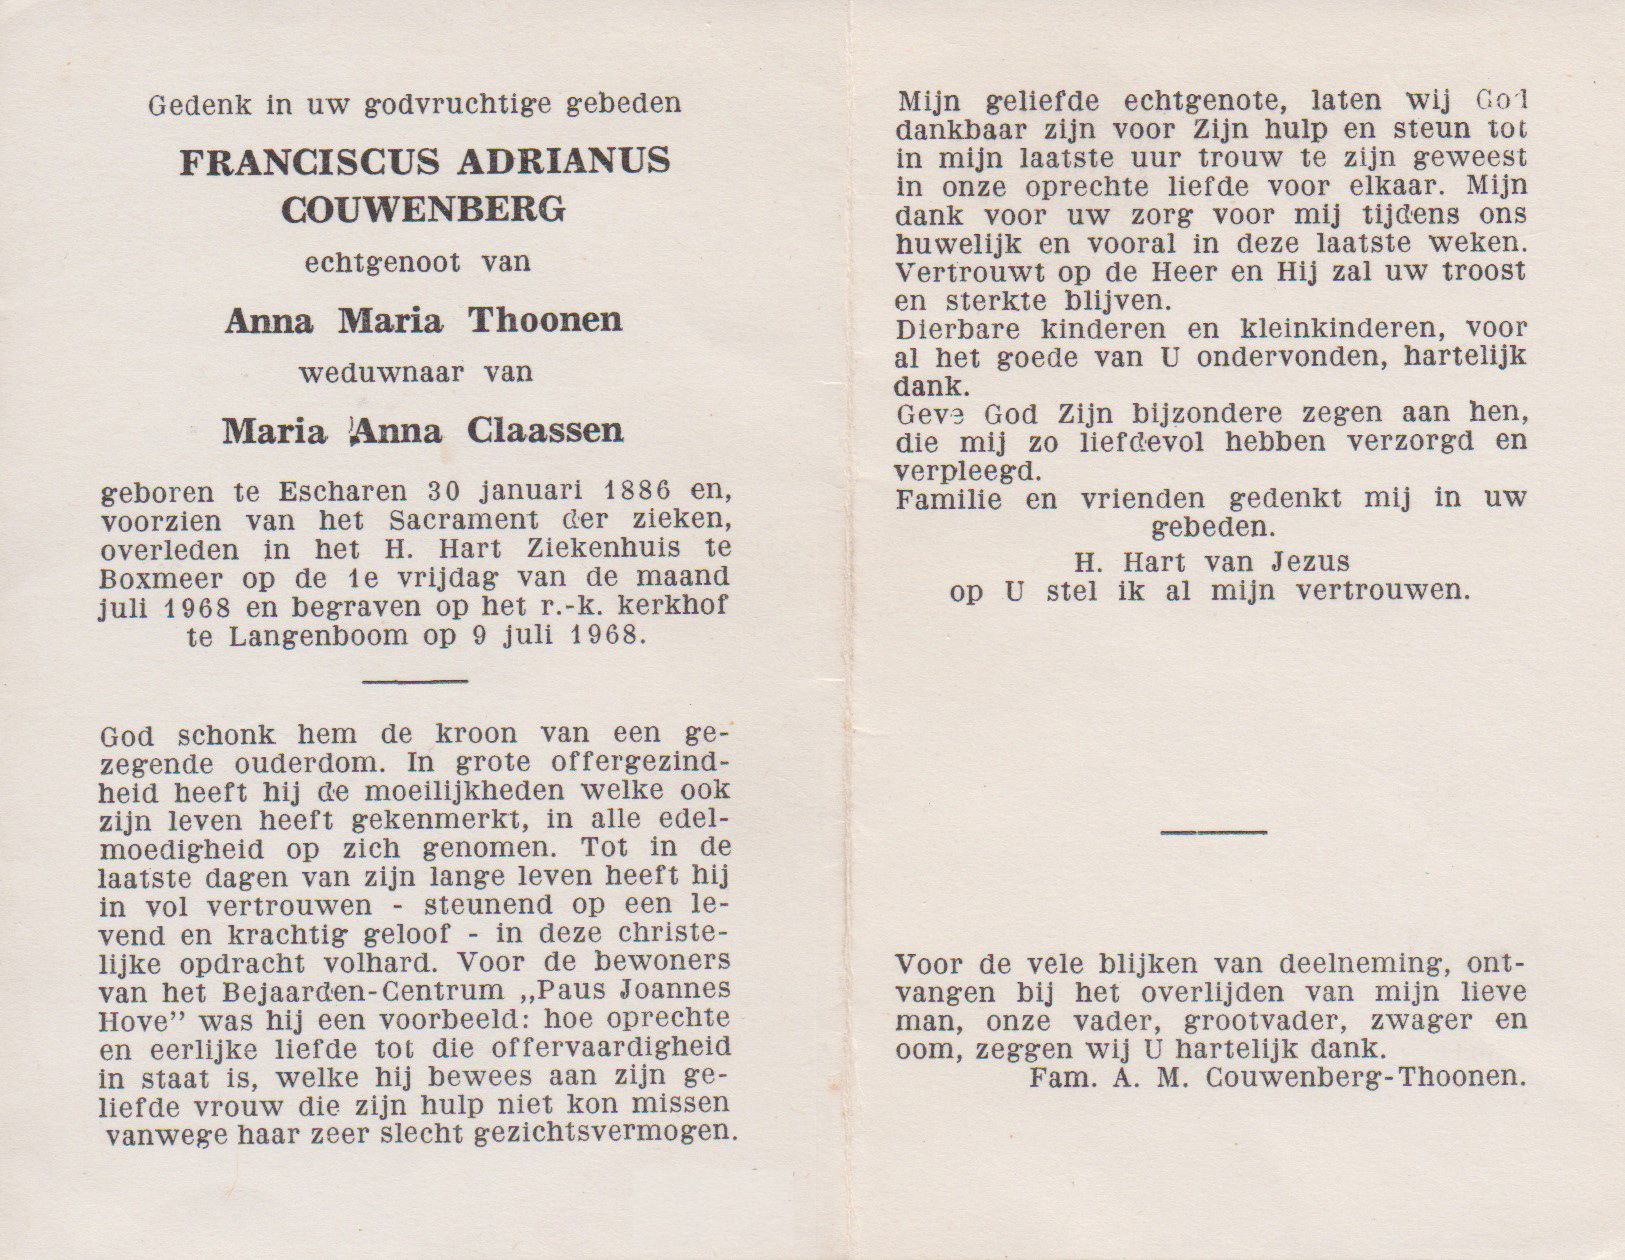 Gedenk in uw godvruchtige gebeden
FRANCISCUS ADRIANUS
COUWENBERG
echtgenoot van
Anna Maria Thoonen
weduwnaar van
Maria Anna Claassen
geboren te Escharen 30 januari 1886 en,
voorzien van het Sacrament der zieken,
overleden in het H. Hart Ziekenhuis te
Boxmeer op de 1e vrijdag van de maand
juli 1968 en begraven op het r.-k. kerkhof
te Langenboom op 9 juli 1968.
God schonk hem de kroon van een ge-
zegende ouderdom. In grote offergezind-
heid heeft hij de moeilijkheden welke ook
zijn leven heeft gekenmerkt, in alle edel-
moedigheid op zich genomen. Tot in de
laatste dagen van zijn lange leven heeft hij
in vol vertrouwen - steunend op een le-
vend en krachtig geloof - in deze christe-
lijke opdracht volhard. Voor de bewoners
van het Bejaarden-Centrum „Paus Joannes
Hove” was hij een voorbeeld: hoe oprechte
en eerlijke liefde tot die offervaardigheid
in staat is, welke hij bewees aan zijn ge-
liefde vrouw die zijn hulp niet kon missen
vanwege haar zeer slecht gezichtsvermogen.
Mijn geliefde echtgenote, laten wij God
dankbaar zijn voor Zijn hulp en steun tot
in mijn laatste uur trouw te zijn geweest
in onze oprechte liefde voor elkaar. Mijn
dank voor uw zorg voor mij tijdens ons
huwelijk en vooral in deze laatste weken.
Vertrouwt op de Heer en Hij zal uw troost
en sterkte blijven.
Dierbare kinderen en kleinkinderen, voor
al het goede van U ondervonden, hartelijk
dank.
Geve God Zijn bijzondere zegen aan hen,
die mij zo liefdevol hebben verzorgd en
verpleegd.
Familie en vrienden gedenkt mij in uw
gebeden.
H. Hart van Jezus
op U stel ik al mijn vertrouwen.
Voor de vele blijken van deelneming, ont-
vangen bij het overlijden van mijn lieve
man, onze vader, grootvader, zwager en
oom, zeggen wij U hartelijk dank.
Fam. A. M. Couwenberg-Thoonen.